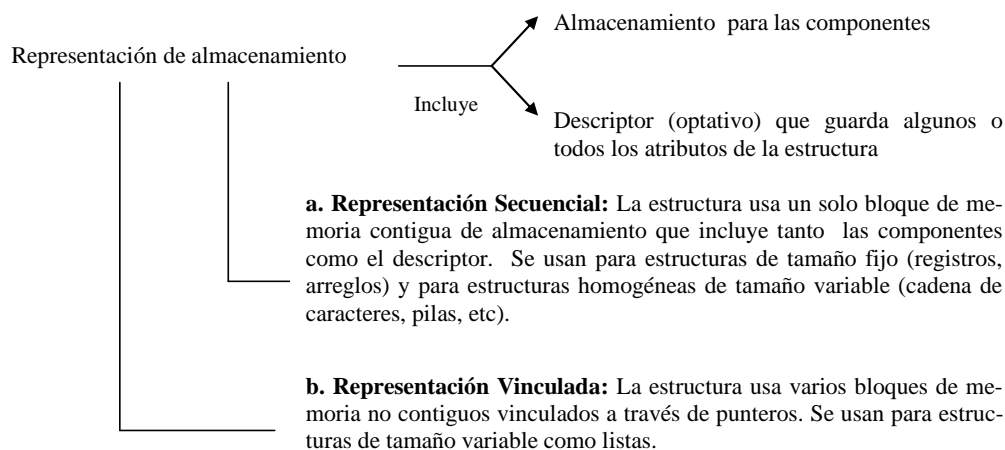 Almacenamiento para las componentes
Representación de almacenamiento
Incluye
Descriptor (optativo) que guarda algunos o
todos los atributos de la estructura
a. Representación Secuencial: La estructura usa un solo bloque de me-
moria contigua de almacenamiento que incluye tanto las componentes
como el descriptor. Se usan para estructuras de tamaño fijo (registros,
arreglos) y para estructuras homogéneas de tamaño variable (cadena de
caracteres, pilas, etc).
b. Representación Vinculada: La estructura usa varios bloques de me-
moria no contiguos vinculados a través de punteros. Se usan para estruc-
turas de tamaño variable como listas.